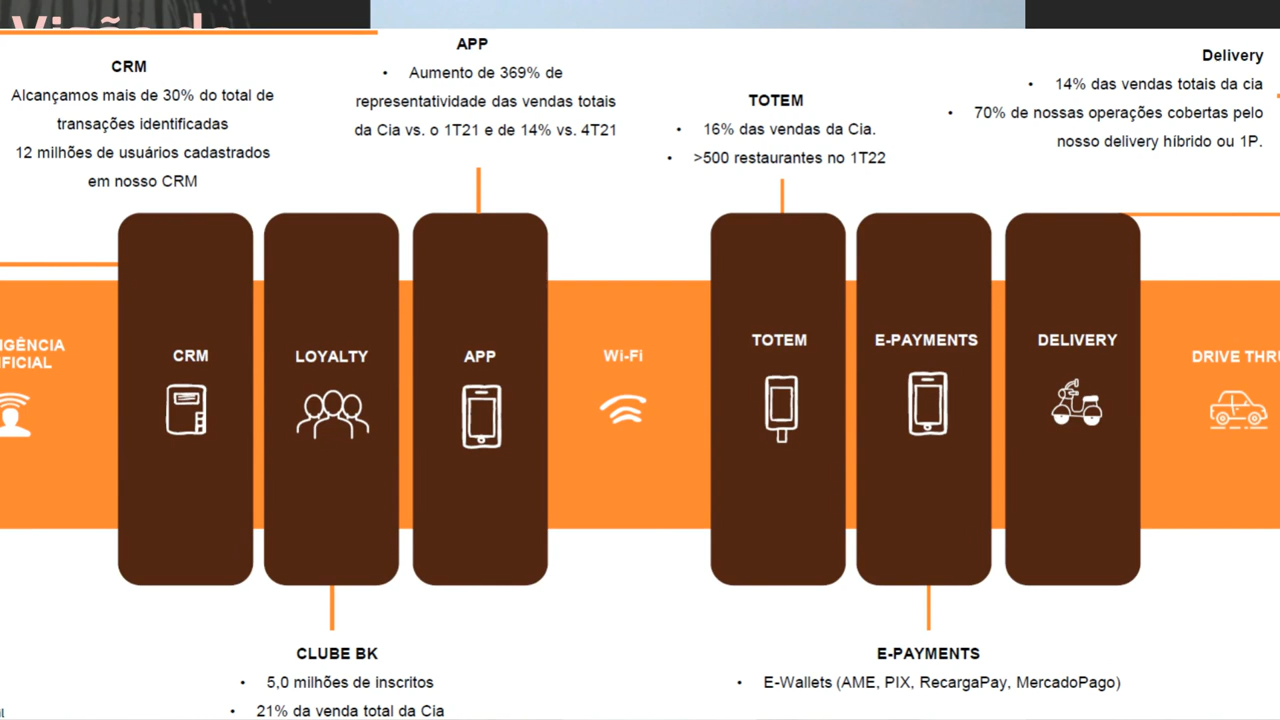 CRM
Alcançamos mais de 30% do total de
transações identificadas
12 milhões de usuários cadastrados
em nosso CRM
APP
• Aumento de 369% de
representatividade das vendas totais
da Cia vs. o 1T21 e de 14% vs. 4T21
TOTEM
• 16% das vendas da Cia.
• >500 restaurantes no 1T22
Delivery
• 14% das vendas totais da cia
• 70% de nossas operações cobertas pelo
nosso delivery híbrido ou 1P.
IGÊNCIA
IFICIAL
CRM
LOYALTY
APP
Wi-Fi
TOTEM
E-PAYMENTS
DELIVERY
DRIVE THRU
CLUBE BK
• 5,0 milhões de inscritos
• 21% da venda total da Cia
E-PAYMENTS
• E-Wallets (AME, PIX, RecargaPay, MercadoPago)